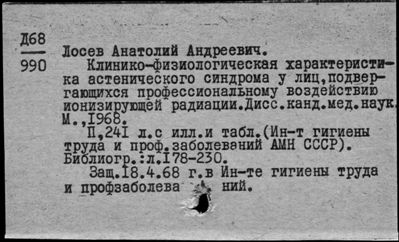 Д68
990
Лосев Анатолий Андреевич.
Клинико-физиологическая характеристи-
ка астенического синдрома у лиц,подвер-
гающихся профессиональному воздействию
ионизирующей радиации.Дисс.канд.мед.наук.
М.,1968.
П,241 л.с илл.и табл.(Ин-т гигиены
труда и проф.заболеваний АМН СССР).
Библиогр.:л.178-230.
Защ.18.4.68 г.в Ин-те гигиены труда
и профзаболева ний.